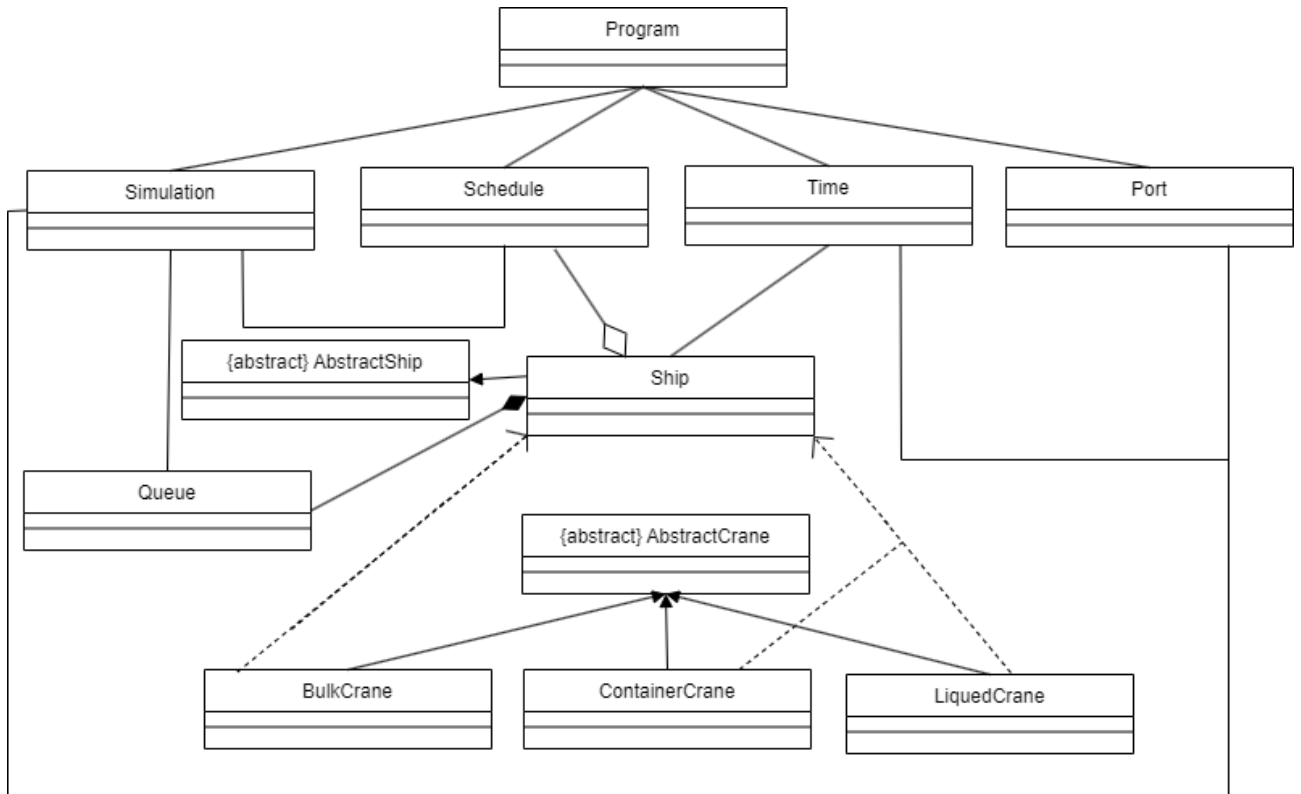 Program
Simulation
Schedule
Time
Port
{abstract} AbstractShip
Ship
Queue
{abstract} AbstractCrane
BulkCrane
ContainerCrane
LiquedCrane